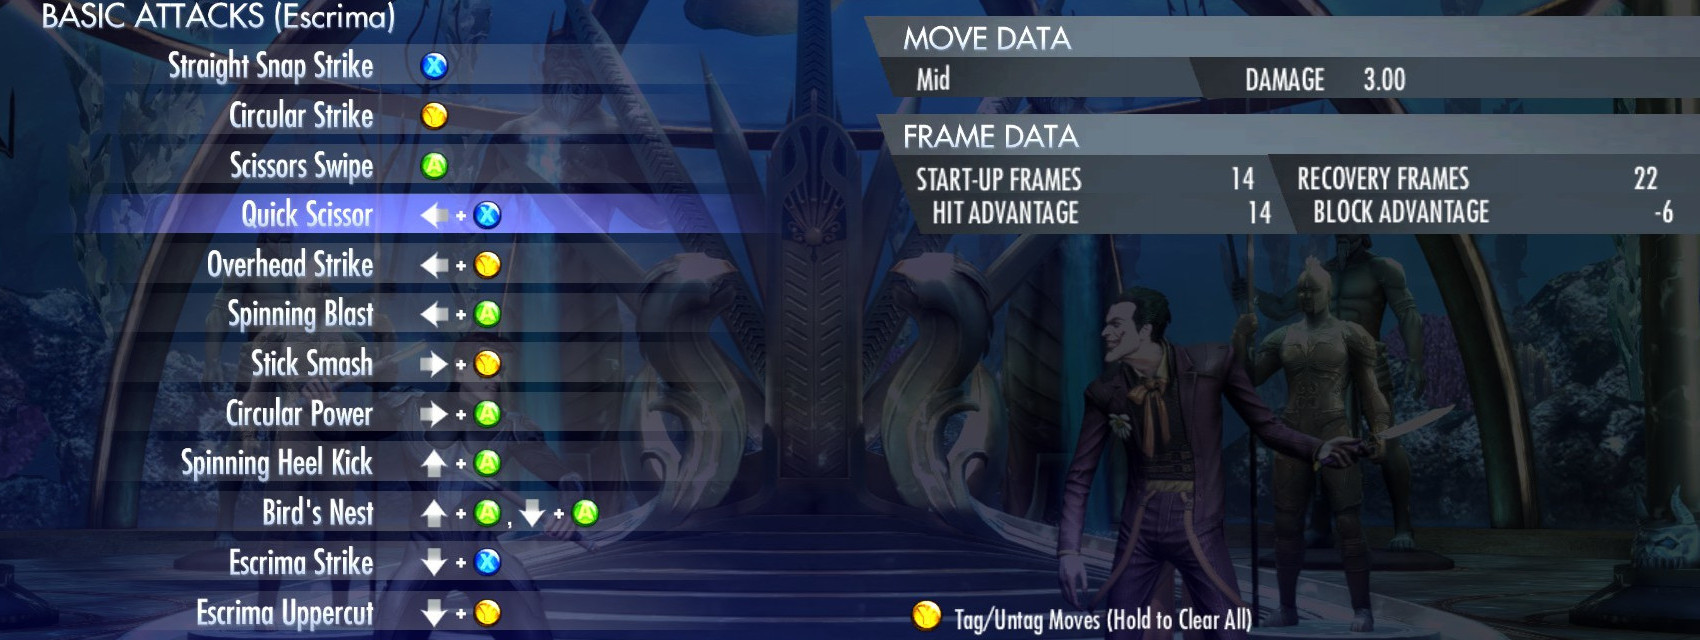 BASIC ATTACKS (Escrima)
Straight Snap Strike X
Circular Strike Y
Scissors Swipe A
Quick Scissor + X
Overhead Strike + Y
Spinning Blast + A
Stick Smash + Y
Circular Power + A
Spinning Heel Kick + A
Bird's Nest + A , + A
Escrima Strike + X
Escrima Uppercut + Y
MOVE DATA
Mid DAMAGE 3.00
FRAME DATA
START-UP FRAMES 14 RECOVERY FRAMES 22
HIT ADVANTAGE 14 BLOCK ADVANTAGE -6
Y Tag/Untag Moves (Hold to Clear All)